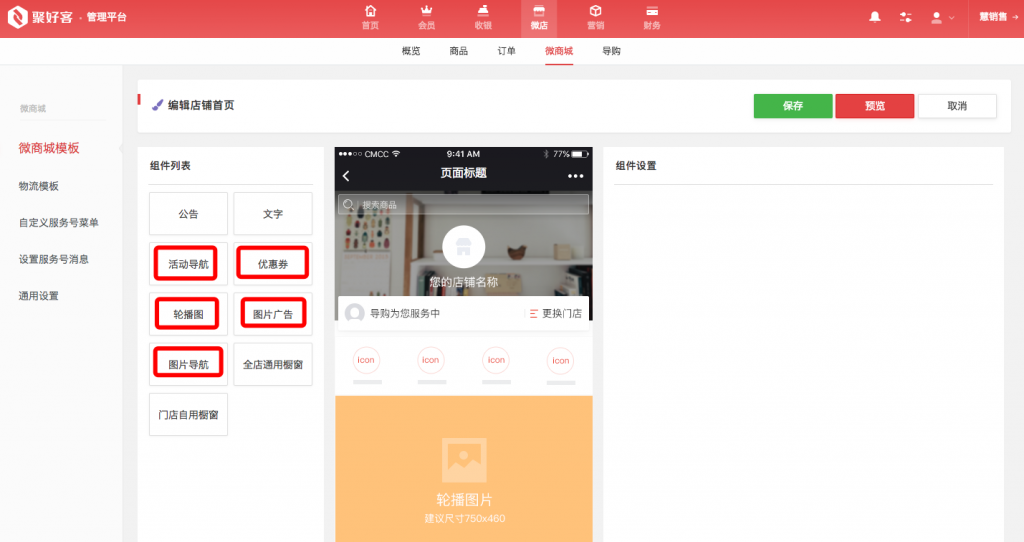 聚好客 · 管理平台
首页 会员 收银 微店 营销 财务
慧销售
概览 商品 订单 微商城 导购
微商城
微商城模板
物流模板
自定义服务号菜单
设置服务号消息
通用设置
编辑店铺首页
保存 预览 取消
组件列表
公告 文字
活动导航 优惠券
轮播图 图片广告
图片导航 全店通用橱窗
门店自用橱窗
CMCC 9:41 AM 77%
页面标题
搜索商品
您的店铺名称
导购为您服务中 更换门店
icon icon icon icon
轮播图片
建议尺寸750x460
组件设置